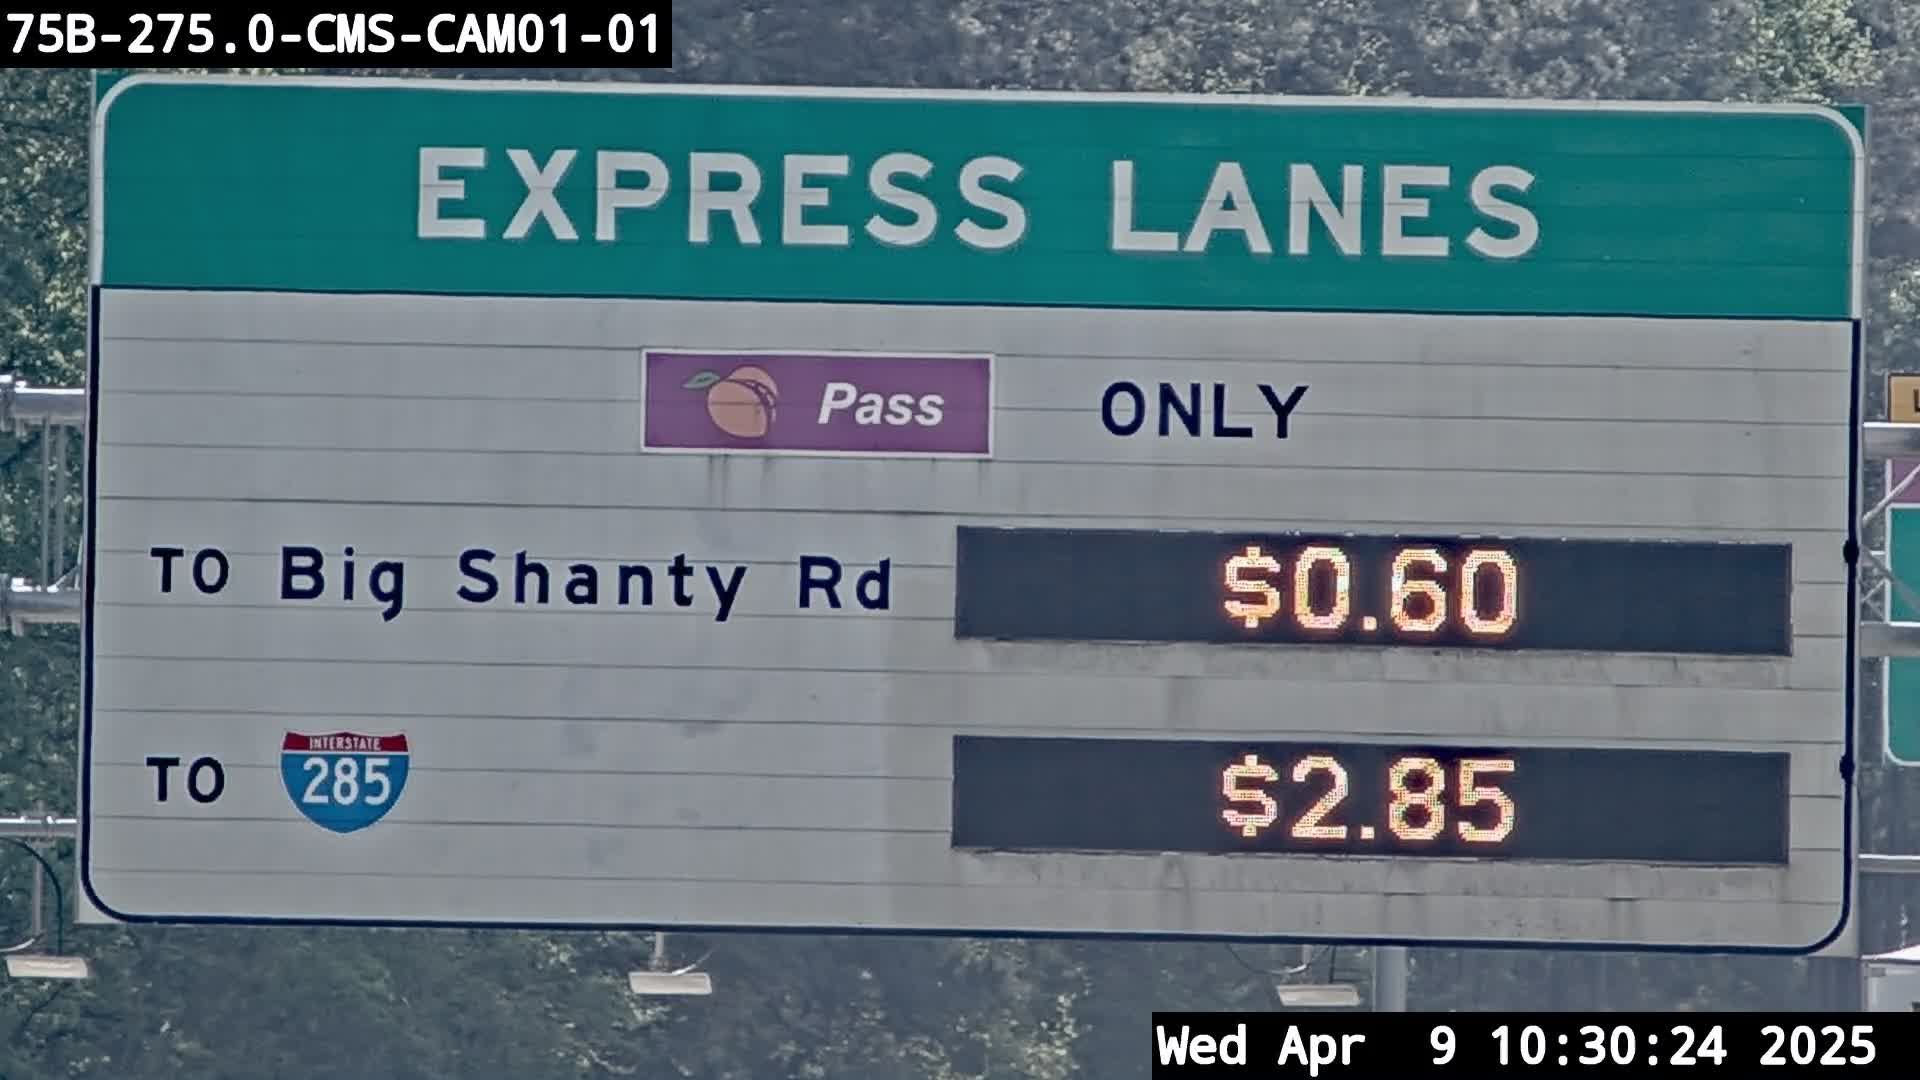 75B-275.0-CMS-CAM01-01
EXPRESS LANES
Pass ONLY
TO Big Shanty Rd $0.60
TO INTERSTATE 285 $2.85
Wed Apr 9 10:30:24 2025